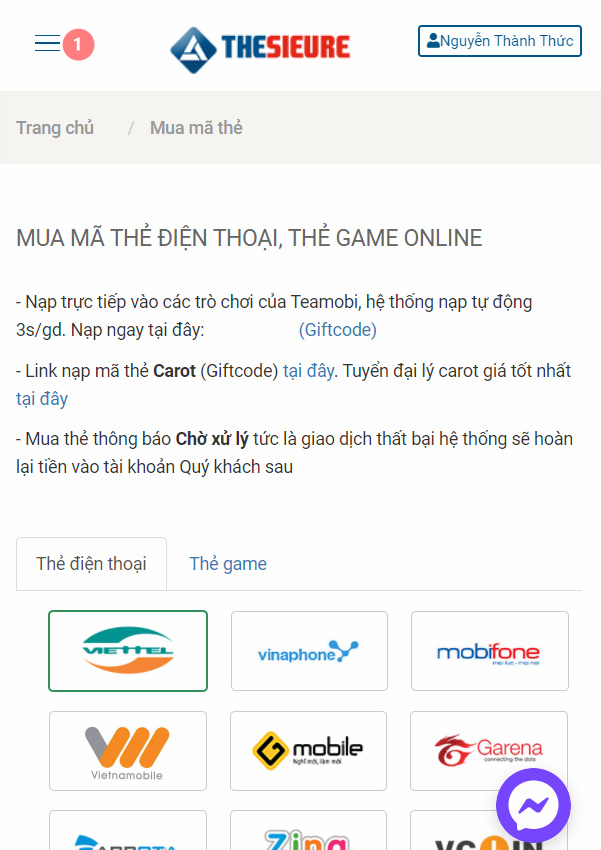 1
THESIEURE
Nguyễn Thành Thức
Trang chủ / Mua mã thẻ
MUA MÃ THẺ ĐIỆN THOẠI, THẺ GAME ONLINE
- Nạp trực tiếp vào các trò chơi của Teamobi, hệ thống nạp tự động
3s/gd. Nạp ngay tại đây: (Giftcode)
- Link nạp mã thẻ Carot (Giftcode) tại đây. Tuyển đại lý carot giá tốt nhất
tại đây
- Mua thẻ thông báo Chờ xử lý tức là giao dịch thất bại hệ thống sẽ hoàn
lại tiền vào tài khoản Quý khách sau
Thẻ điện thoại Thẻ game
VIETTEL vinaphone mobifone
mọi lúc - mọi nơi
Vietnamobile
mobile
Nghĩ mới, làm mới
Garena
connecting the dots
Zing